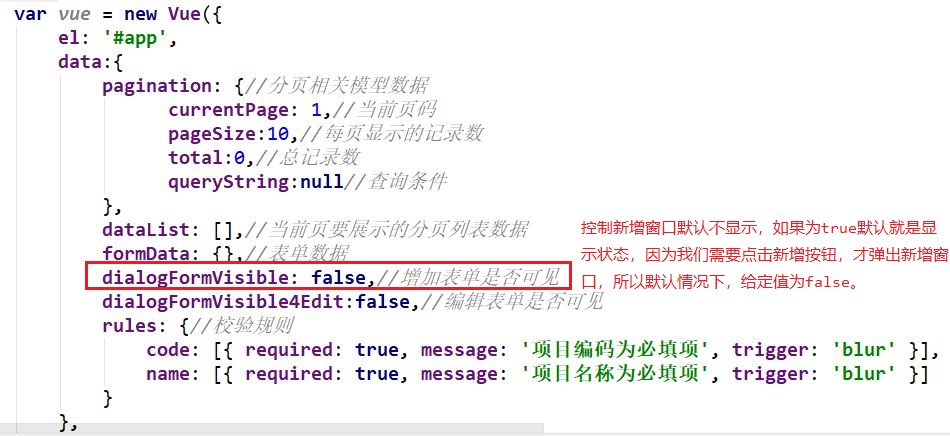 var vue = new Vue({
el: '#app',
data:{
pagination: {//分页相关模型数据
currentPage: 1,//当前页码
pageSize:10,//每页显示的记录数
total:0,//总记录数
queryString:null//查询条件
},
dataList: [],//当前页要展示的分页列表数据
formData: {},//表单数据
dialogFormVisible: false,//增加表单是否可见
dialogFormVisible4Edit:false,//编辑表单是否可见
rules: {//校验规则
code: [{ required: true, message: '项目编码为必填项', trigger: 'blur' }],
name: [{ required: true, message: '项目名称为必填项', trigger: 'blur' }]
}
},
控制新增窗口默认不显示，如果为true默认就是显
示状态，因为我们需要点击新增按钮，才弹出新增窗
口，所以默认情况下，给定值为false。